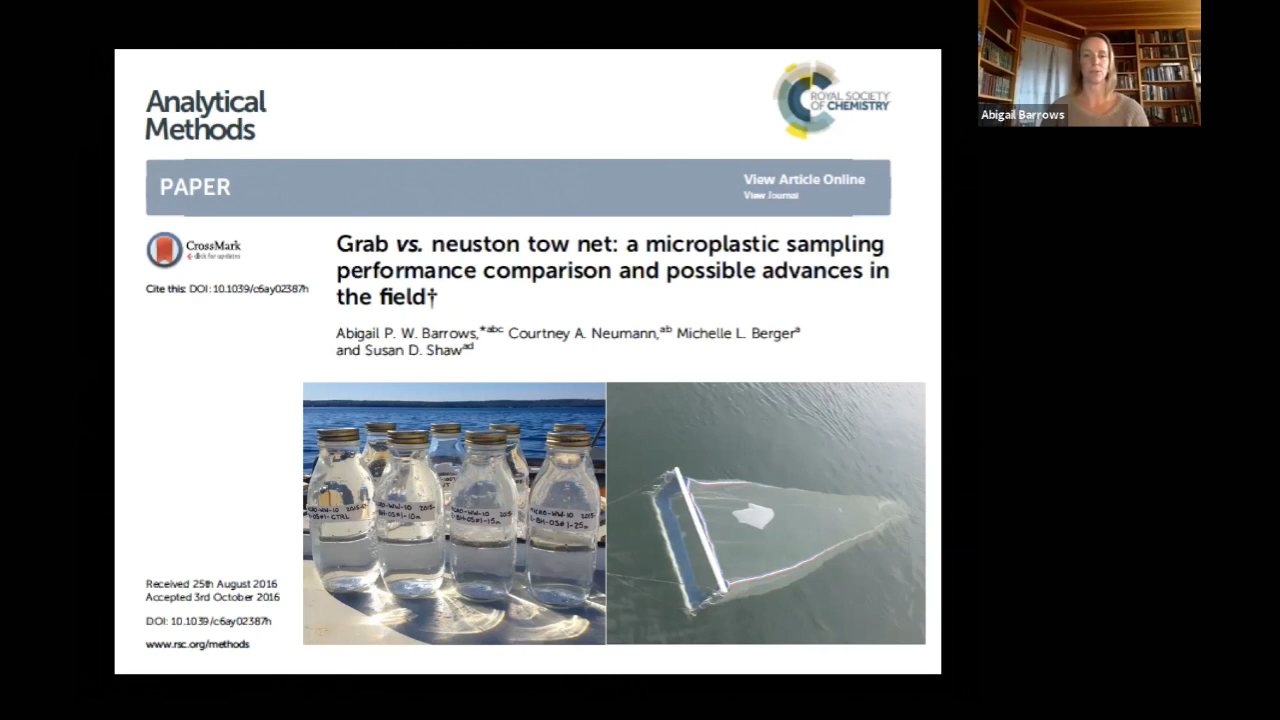 Analytical
Methods
ROYAL SOCIETY
OF CHEMISTRY
Abigail Barrows
PAPER
View Article Online
View Journal
CrossMark
click for updates
Cite this: DOI: 10.1039/c6ay02387h
Grab vs. neuston tow net: a microplastic sampling
performance comparison and possible advances in
the field†
Abigail P. W. Barrows,*abc Courtney A. Neumann,ab Michelle L. Bergera
and Susan D. Shawad
Received 25th August 2016
Accepted 3rd October 2016
DOI: 10.1039/c6ay02387h
www.rsc.org/methods